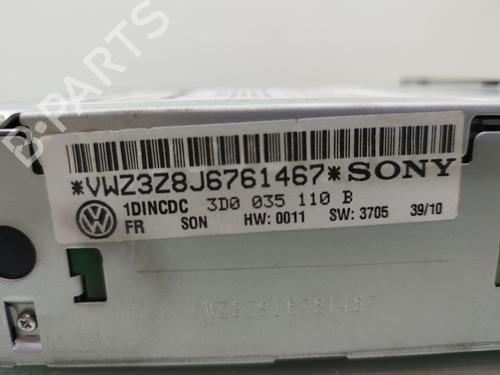 B-PARTS
*VWZ3Z8J6761467* SONY
1DINCDC 3D0 035 110 B
FR SON HW: 0011 SW: 3705 39/10
VWZ3Z8J6761467